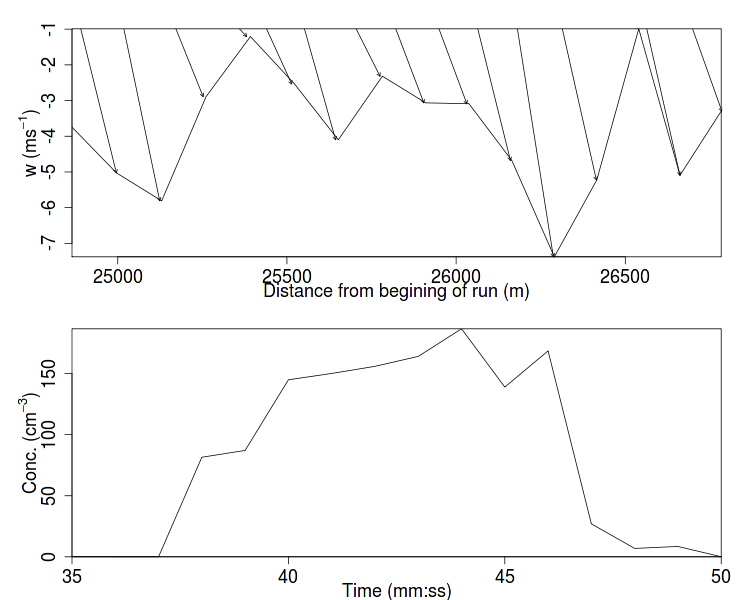 -1
-2
-3
-4
-5
-6
-7
w (ms⁻¹)
25000 25500 26000 26500
Distance from begining of run (m)
150
100
50
0
Conc. (cm⁻³)
35 40 45 50
Time (mm:ss)